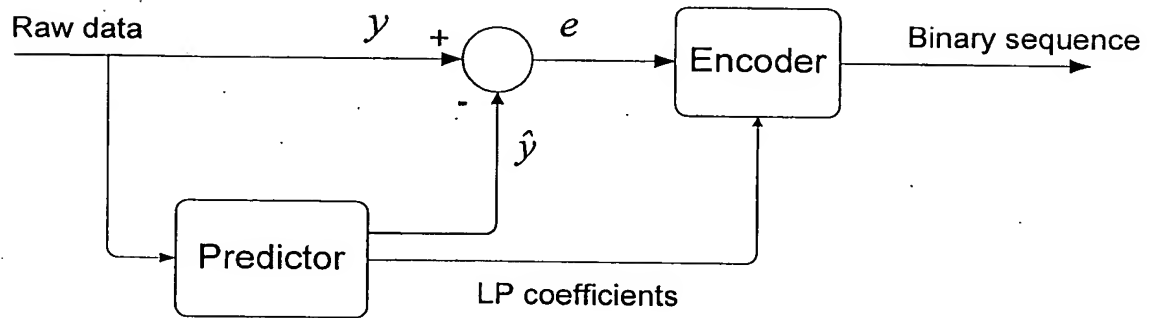 Raw data
y
+
e
Encoder
Binary sequence
-
ŷ
Predictor
LP coefficients